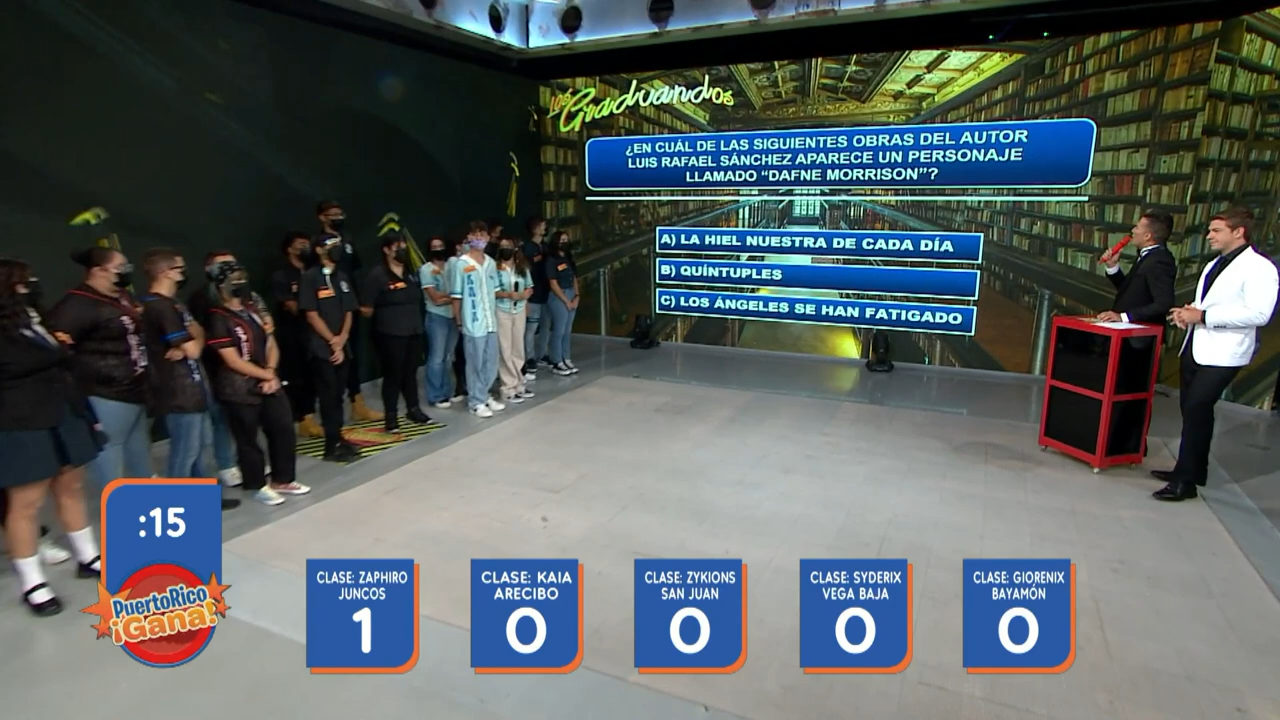 LOS Graduandos
¿EN CUÁL DE LAS SIGUIENTES OBRAS DEL AUTOR
LUIS RAFAEL SÁNCHEZ APARECE UN PERSONAJE
LLAMADO “DAFNE MORRISON”?
A) LA HIEL NUESTRA DE CADA DÍA
B) QUÍNTUPLES
C) LOS ÁNGELES SE HAN FATIGADO
:15
PuertoRico
¡Gana!
CLASE: ZAPHIRO
JUNCOS
1
CLASE: KAIA
ARECIBO
0
CLASE: ZYKIONS
SAN JUAN
0
CLASE: SYDERIX
VEGA BAJA
0
CLASE: GIORENIX
BAYAMÓN
0